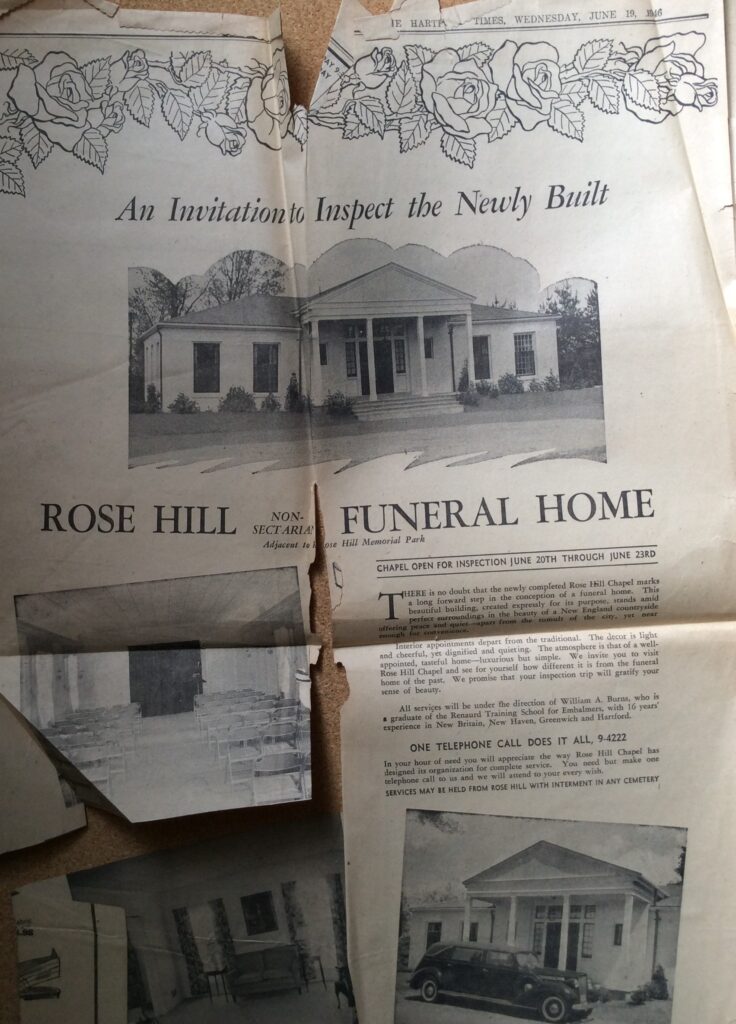 TIMES, WEDNESDAY, JUNE 19, 1946
An Invitation to Inspect the Newly Built
ROSE HILL NON-SECTARIAN FUNERAL HOME
Adjacent to Rose Hill Memorial Park
CHAPEL OPEN FOR INSPECTION JUNE 20TH THROUGH JUNE 23RD
THERE is no doubt that the newly completed Rose Hill Chapel marks
a long forward step in the conception of a funeral home. This
beautiful building, created expressly for its purpose, stands amid
perfect surroundings in the beauty of a New England countryside
offering peace and quiet—apart from the tumult of the city, yet near
enough for convenience.
Interior appointments depart from the traditional. The decor is light
and cheerful, yet dignified and quieting. The atmosphere is that of a well-
appointed, tasteful home—luxurious but simple. We invite you to visit
Rose Hill Chapel and see for yourself how different it is from the funeral
home of the past. We promise that your inspection trip will gratify your
sense of beauty.
All services will be under the direction of William A. Burns, who is
a graduate of the Renaurd Training School for Embalmers, with 16 years'
experience in New Britain, New Haven, Greenwich and Hartford.
ONE TELEPHONE CALL DOES IT ALL, 9-4222
In your hour of need you will appreciate the way Rose Hill Chapel has
designed its organization for complete service. You need but make one
telephone call to us and we will attend to your every wish.
SERVICES MAY BE HELD FROM ROSE HILL WITH INTERMENT IN ANY CEMETERY